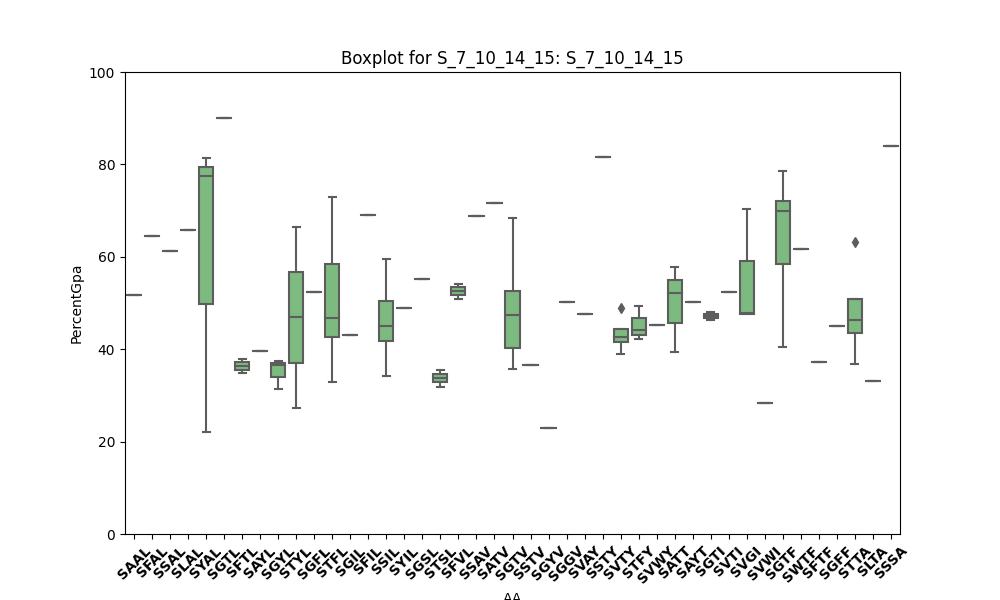 Boxplot for S_7_10_14_15: S_7_10_14_15
PercentGpa
100
80
60
40
20
0
SAAL
SFAL
SSAL
SLAL
SYAL
SGTL
SFTL
SAYL
SGYL
STYL
SGFL
STFL
SGIL
SFIL
SSIL
SYIL
SGSL
STSL
SFVL
SSAV
SATV
SGTV
SSTV
SGYV
SGGV
SVAY
SSTY
SVTY
STFY
SVWY
SATT
SAYT
SGTI
SVTI
SVGI
SVWI
SGTF
SWTF
SFTF
SGFF
STTA
SLTA
SSSA
AA